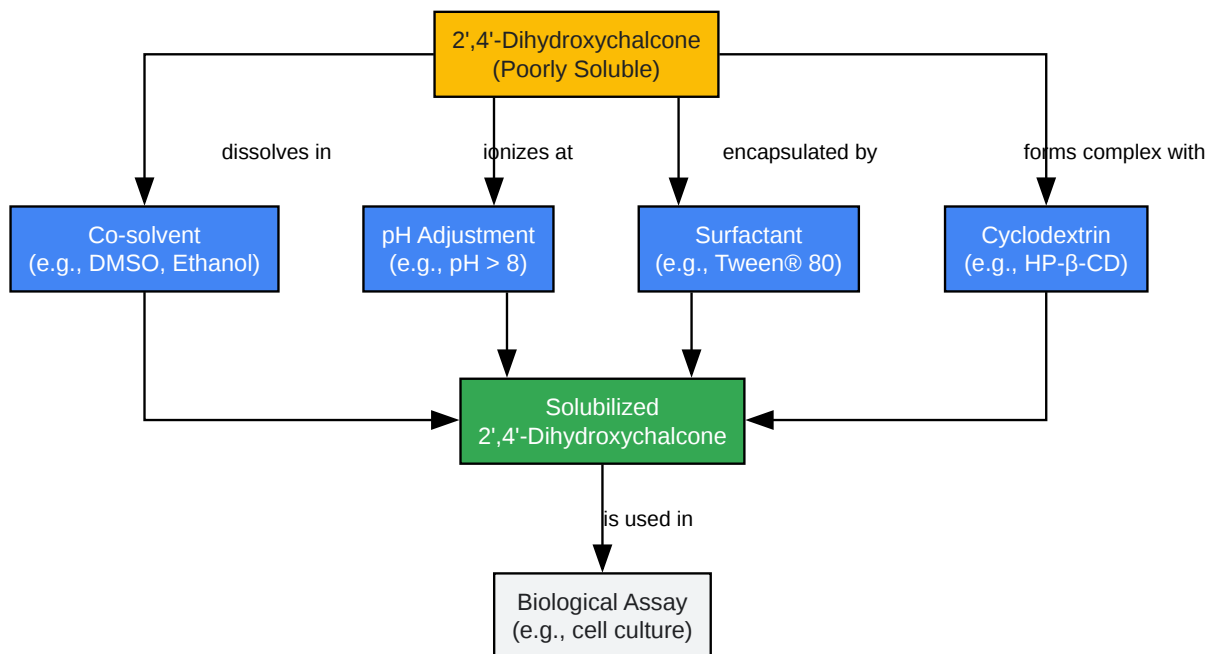 2',4'-Dihydroxychalcone
(Poorly Soluble)
dissolves in
ionizes at
encapsulated by
forms complex with
Co-solvent
(e.g., DMSO, Ethanol)
pH Adjustment
(e.g., pH > 8)
Surfactant
(e.g., Tween® 80)
Cyclodextrin
(e.g., HP-β-CD)
Solubilized
2',4'-Dihydroxychalcone
is used in
Biological Assay
(e.g., cell culture)